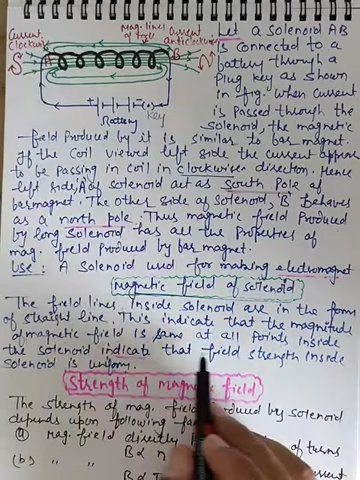 Current clockwise
mag. lines of force
Current anticlockwise
S
A
B
N
+
-
Battery
Key
Let a solenoid AB
is connected to a
battery through a
plug key as shown
in fig. when current
is passed through the
solenoid, the magnetic
field produced by it is similar to bar magnet.
If the coil viewed left side the current appear
to be passing in coil in clockwise direction. Hence
left side A of solenoid act as South Pole of
bar magnet. The other side of solenoid, B behaves
as a north pole. Thus magnetic field produced
by long solenoid has all the properties of
mag. field produced by bar magnet.
Use: A Solenoid used for making electromagnet
magnetic field of solenoid
The field lines inside solenoid are in the form
of straight line. This indicate that the magnitude
of magnetic field is same at all points inside
the solenoid indicate that field strength inside
solenoid is uniform.
Strength of magnetic field
The strength of mag. field produced by solenoid
depends upon following
(a) Mag. field directly of turns
B α n
(b) " "
B α I